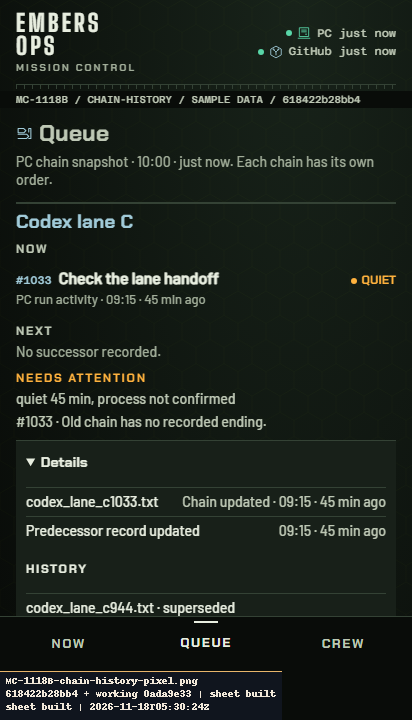 EMBERS
OPS
MISSION CONTROL
PC just now
GitHub just now
MC-1118B / CHAIN-HISTORY / SAMPLE DATA / 618422b28bb4
Queue
PC chain snapshot · 10:00 · just now. Each chain has its own
order.
Codex lane C
NOW
#1033 Check the lane handoff
QUIET
PC run activity · 09:15 · 45 min ago
NEXT
No successor recorded.
NEEDS ATTENTION
quiet 45 min, process not confirmed
#1033 · Old chain has no recorded ending.
▼ Details
codex_lane_c1033.txt Chain updated · 09:15 · 45 min ago
Predecessor record updated 09:15 · 45 min ago
HISTORY
codex_lane_c944.txt · superseded
NOW QUEUE CREW
MC-1118B-chain-history-pixel.png
618422b28bb4 + working 0ada9e33 | sheet built
sheet built | 2026-11-18T05:30:24Z